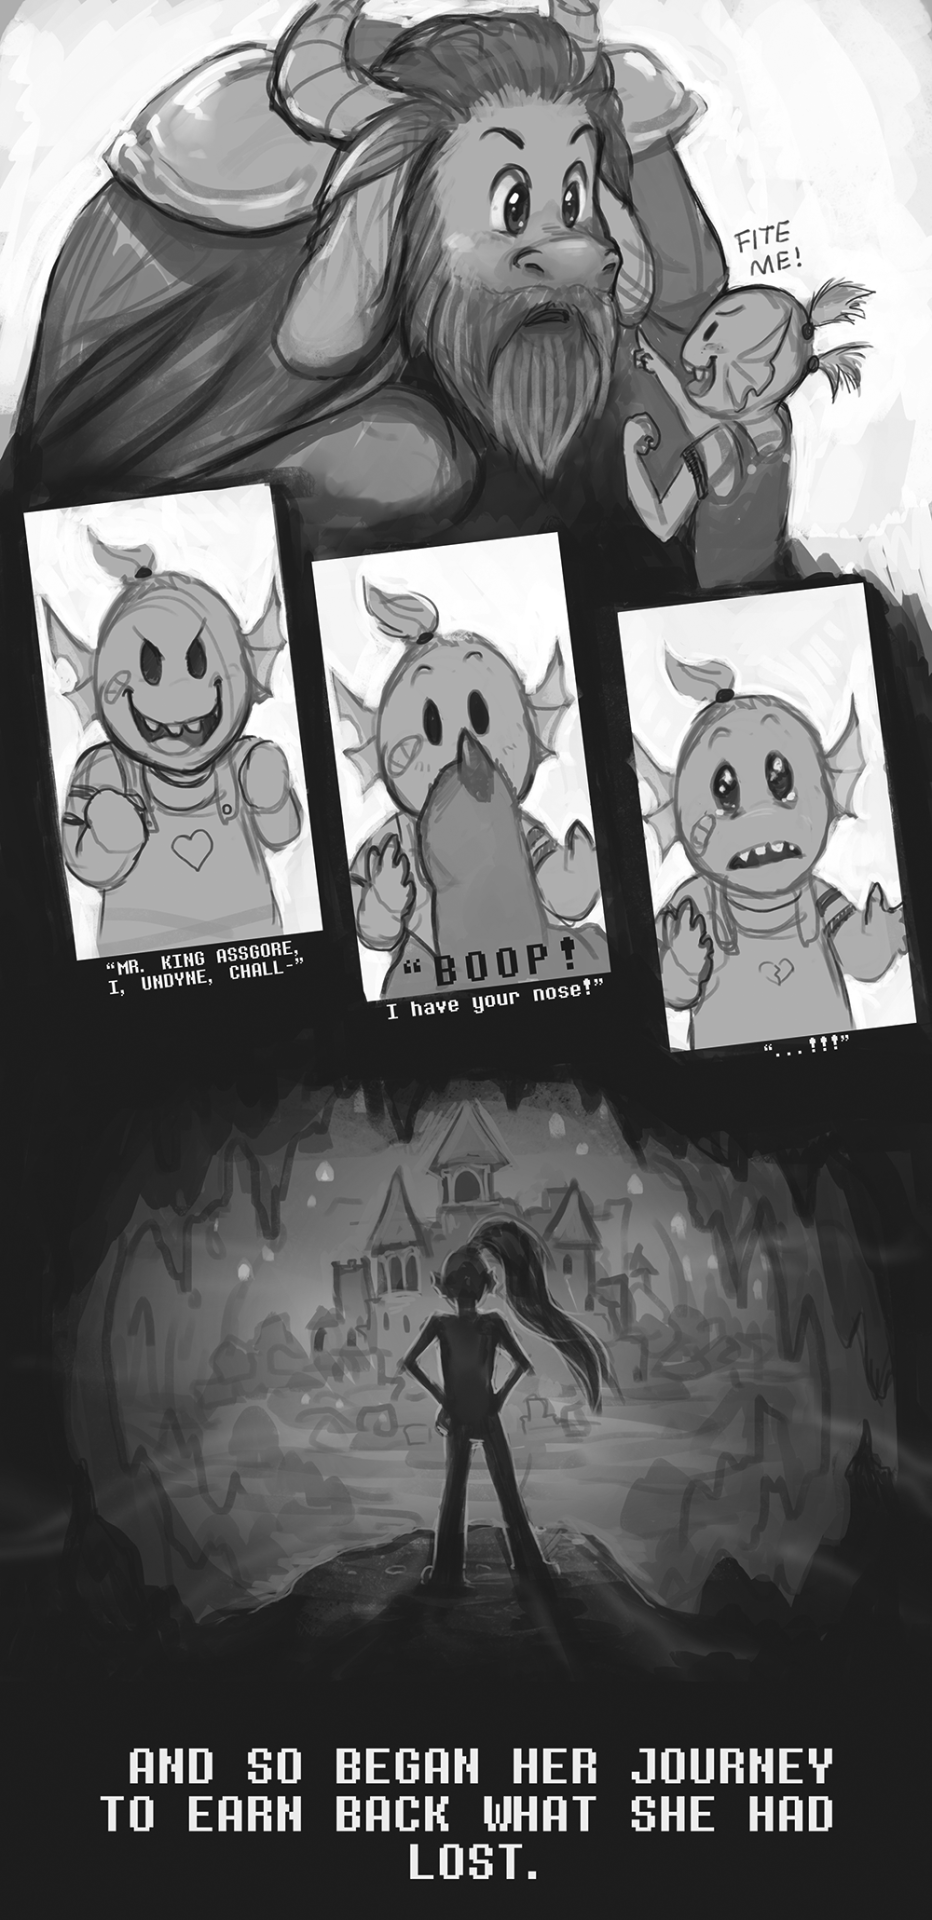 FITE
ME!
“MR. KING ASSGORE,
I, UNDYNE, CHALL-”
“BOOP!
I have your nose!”
“...!!!”
AND SO BEGAN HER JOURNEY
TO EARN BACK WHAT SHE HAD
LOST.